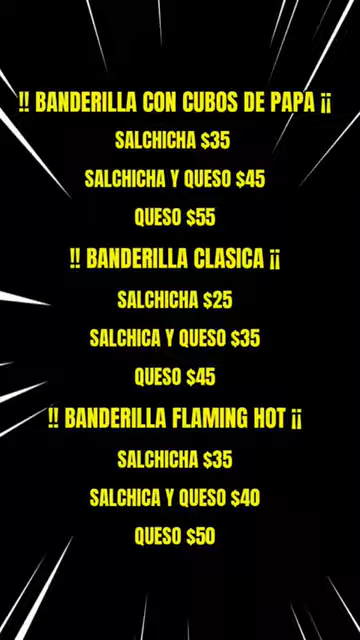 !! BANDERILLA CON CUBOS DE PAPA ¡¡
SALCHICHA $35
SALCHICHA Y QUESO $45
QUESO $55
!! BANDERILLA CLASICA ¡¡
SALCHICHA $25
SALCHICA Y QUESO $35
QUESO $45
!! BANDERILLA FLAMING HOT ¡¡
SALCHICHA $35
SALCHICA Y QUESO $40
QUESO $50